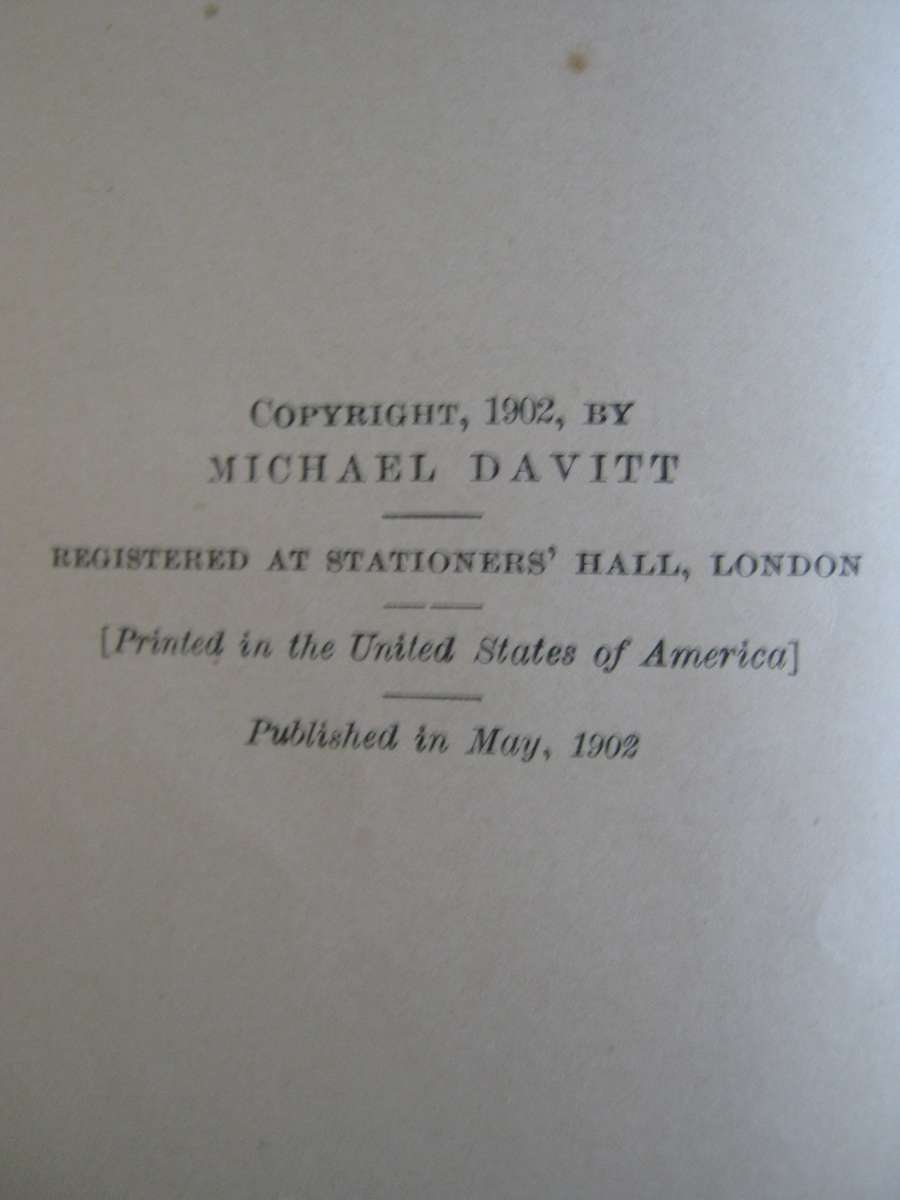 COPYRIGHT, 1902, BY
MICHAEL DAVITT
REGISTERED AT STATIONERS' HALL, LONDON
[Printed in the United States of America]
Published in May, 1902